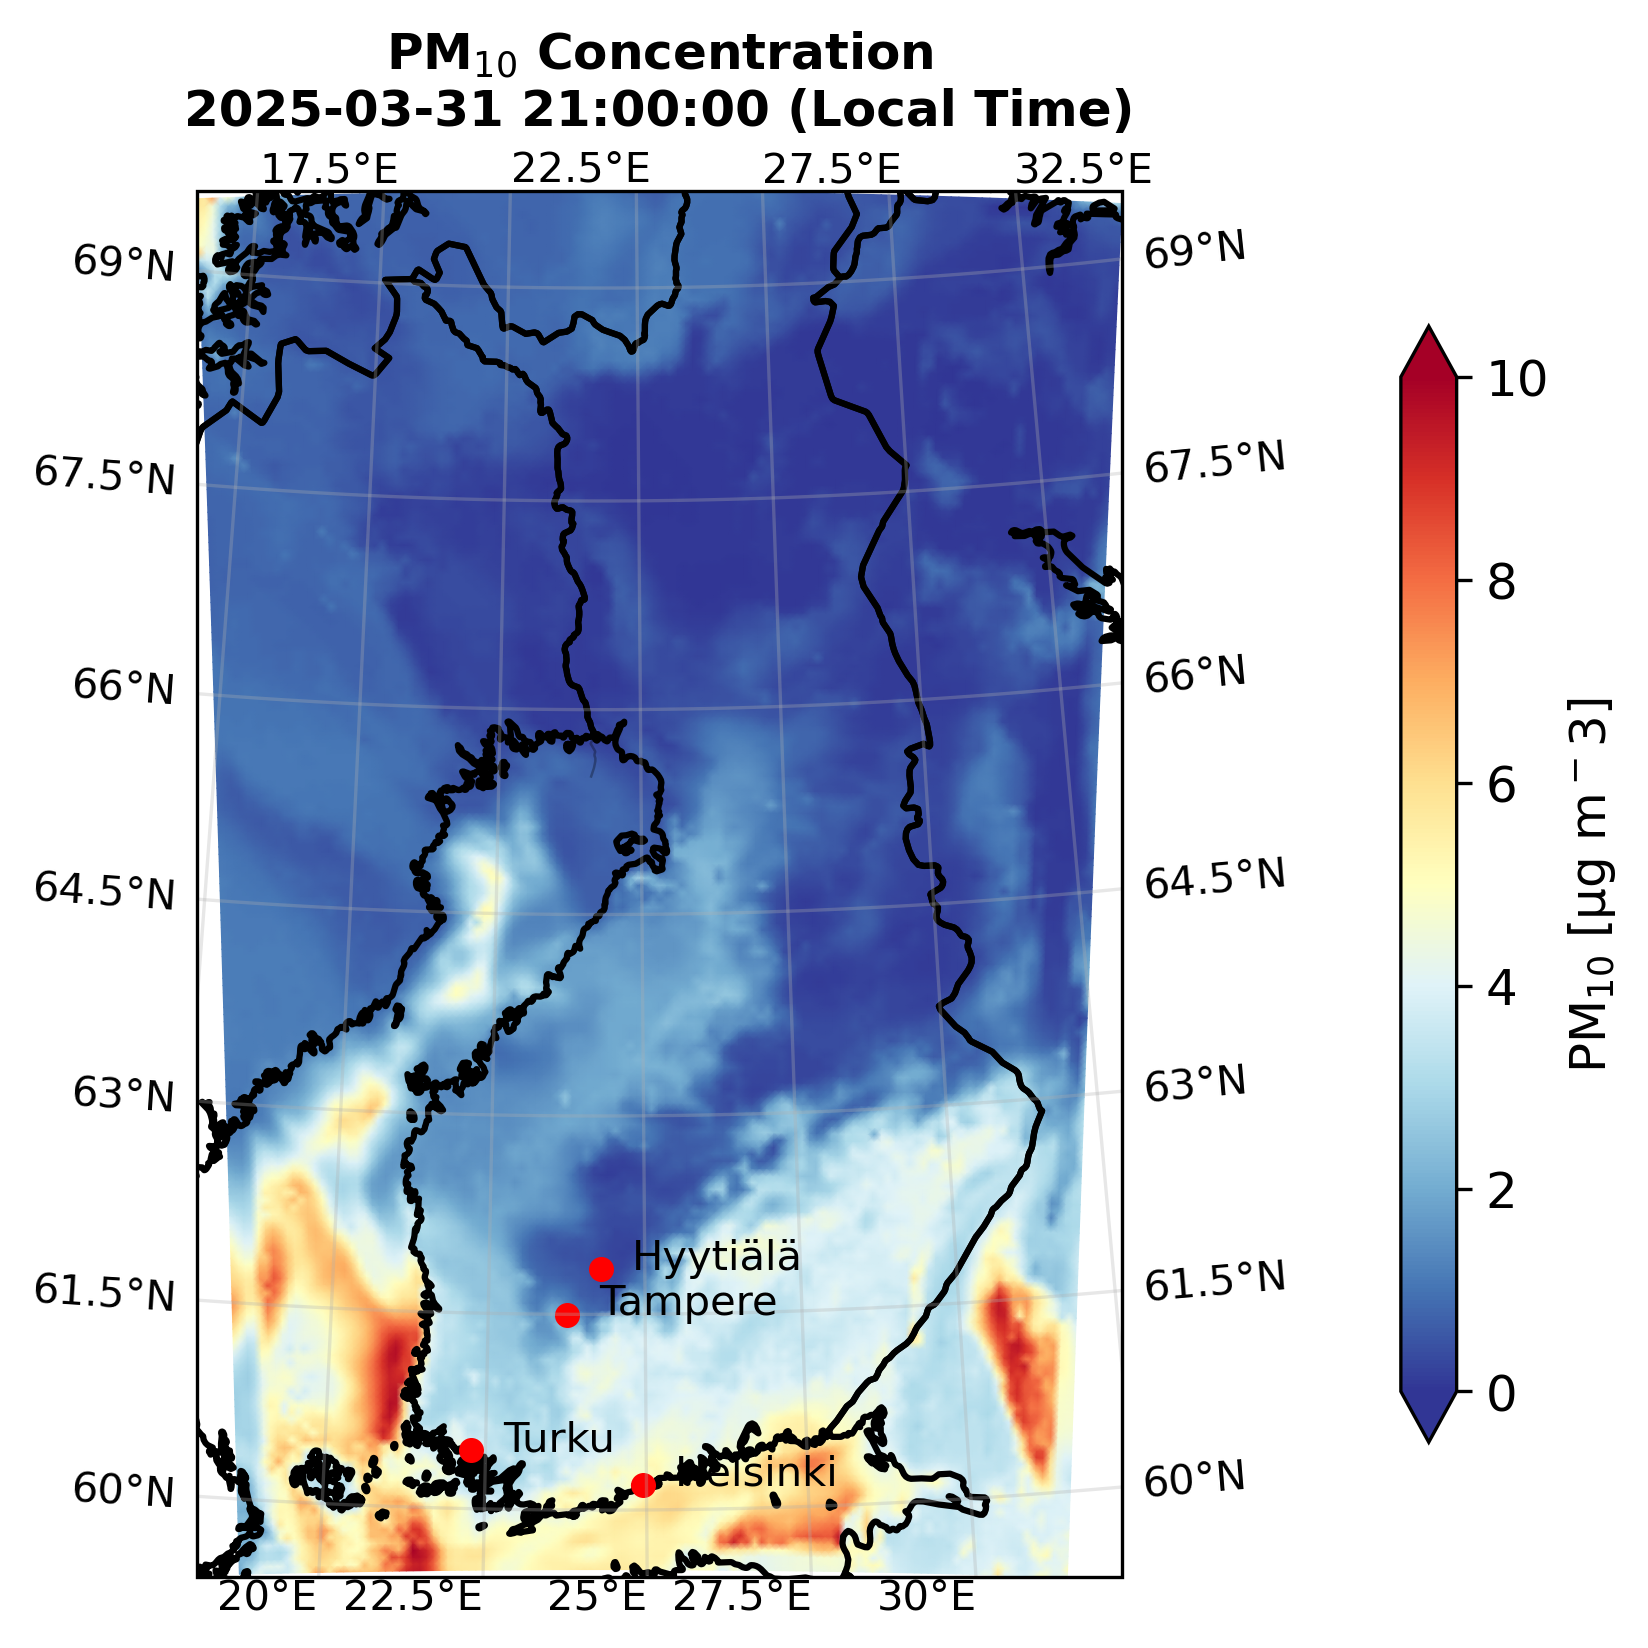 PM₁₀ Concentration
2025-03-31 21:00:00 (Local Time)
17.5°E 22.5°E 27.5°E 32.5°E
69°N 69°N
67.5°N 67.5°N
66°N 66°N
64.5°N 64.5°N
63°N 63°N
61.5°N 61.5°N
60°N 60°N
Hyytiälä
Tampere
Turku
Helsinki
20°E 22.5°E 25°E 27.5°E 30°E
10
8
6
4
2
0
PM₁₀ [µg m⁻ 3]